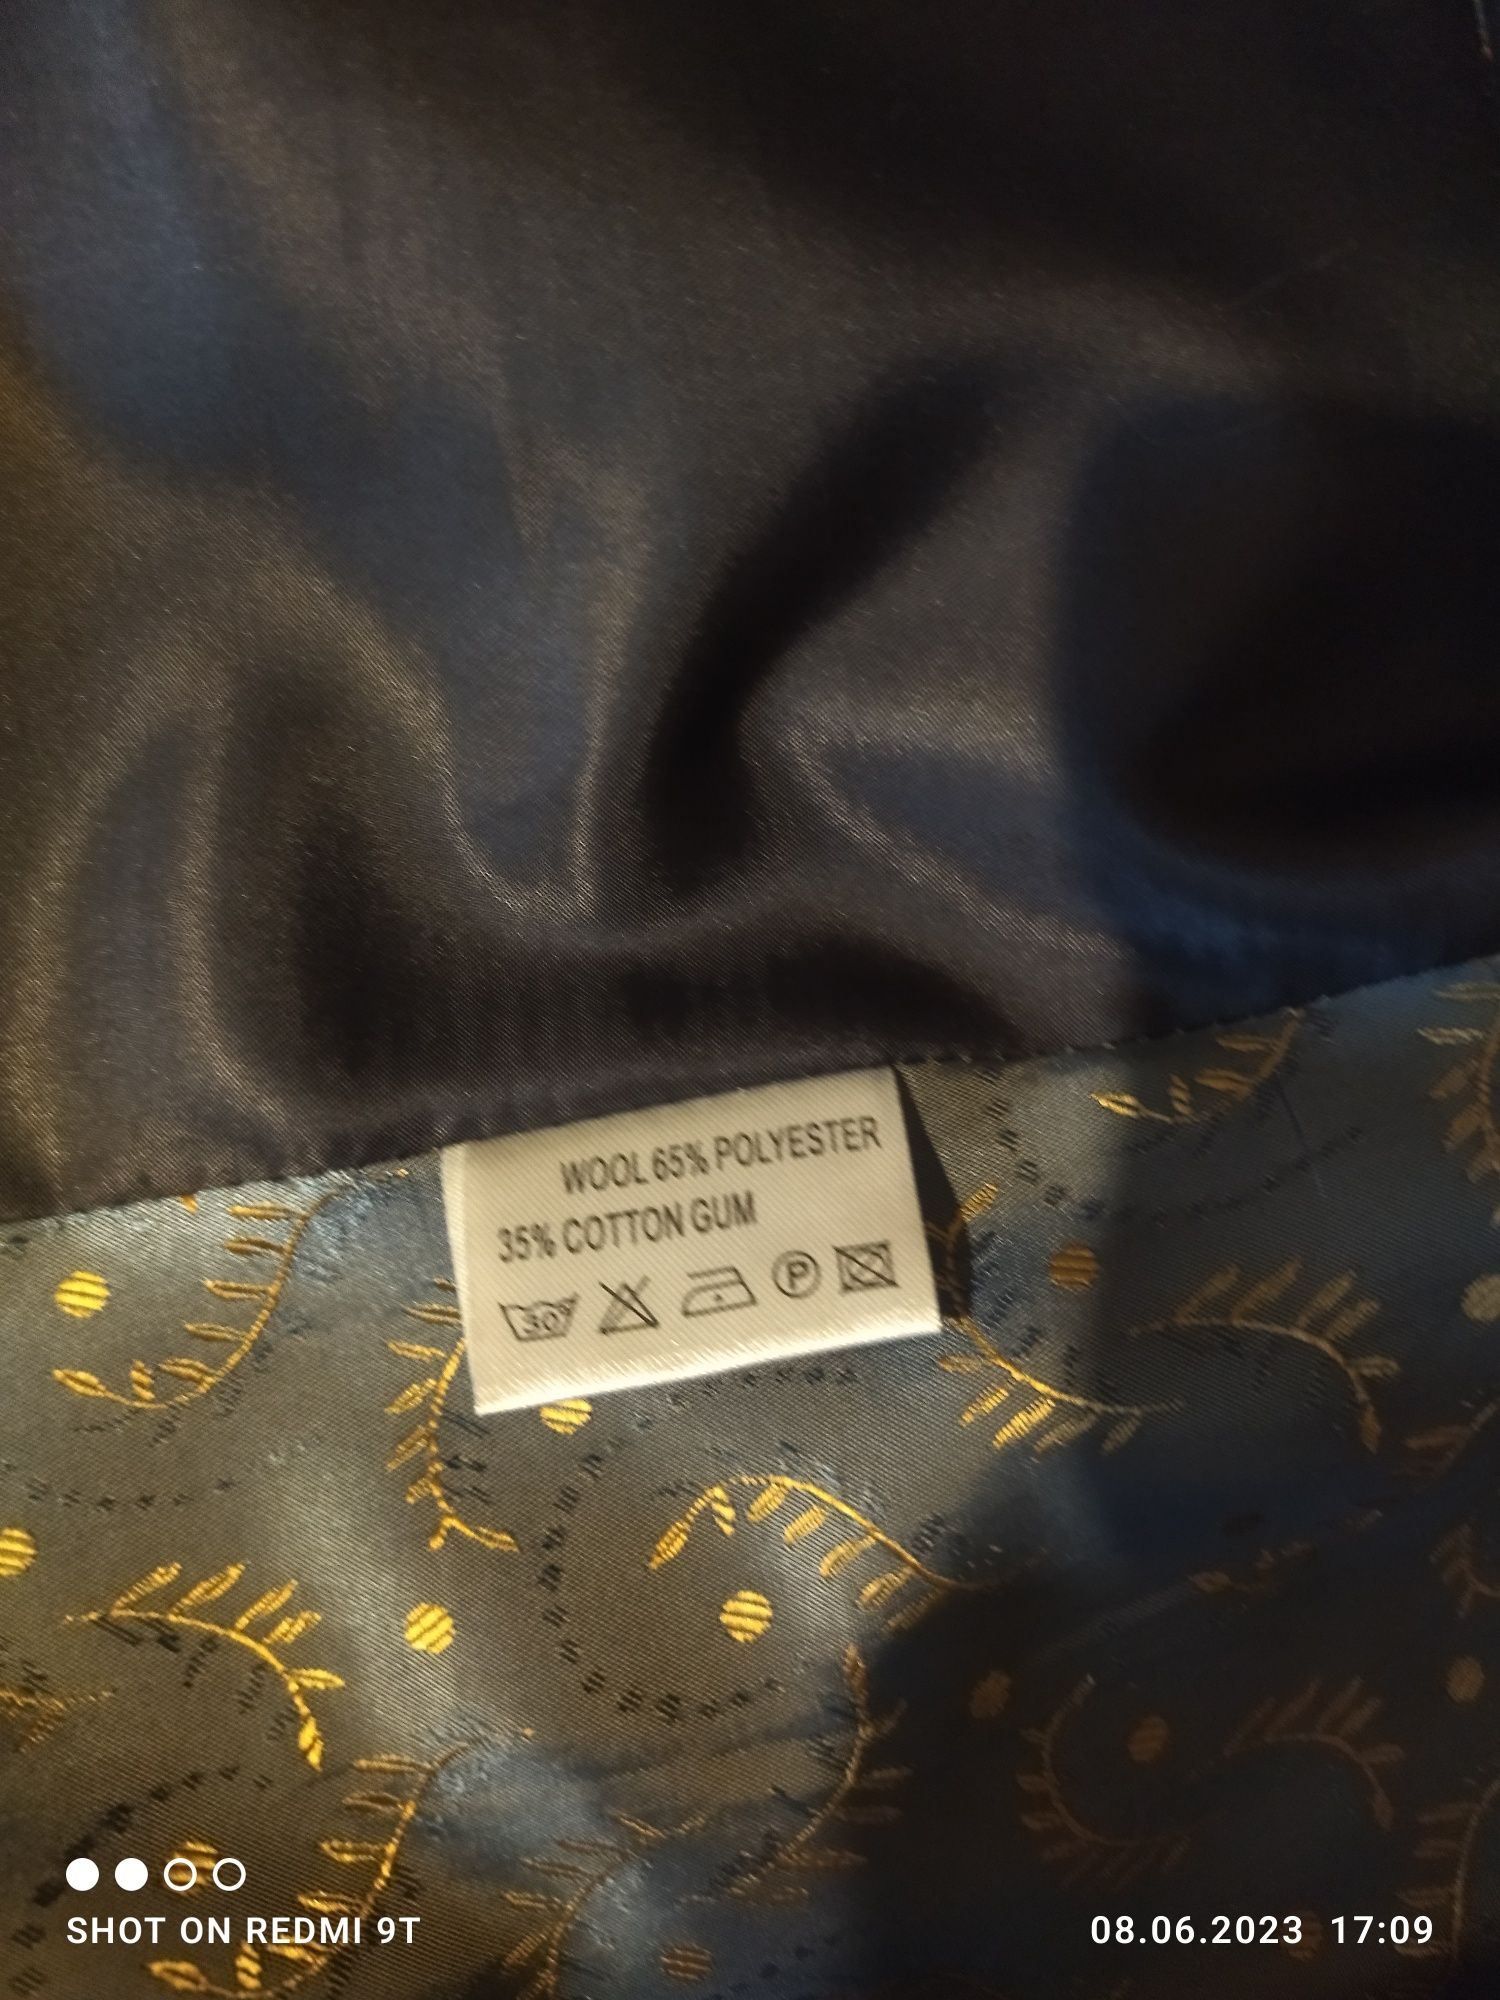 WOOL 65% POLYESTER
35% COTTON GUM
30°
P
SHOT ON REDMI 9T
08.06.2023 17:09